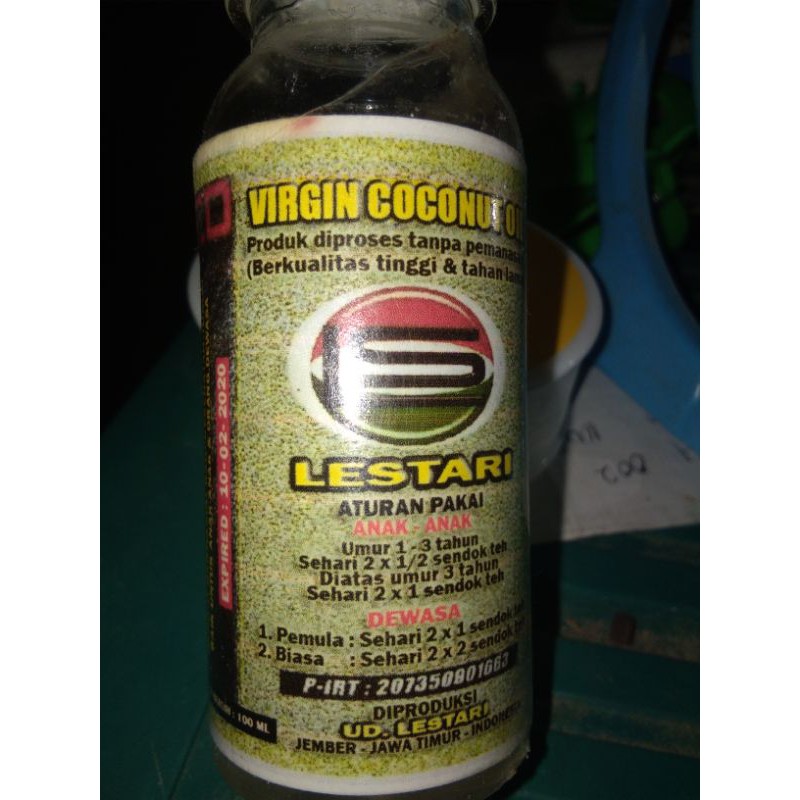 VIRGIN COCONUT
Produk diproses tanpa
(Berkualitas tinggi & tahan
LESTARI
ATURAN PAKAI
ANAK - ANAK
Umur 1 - 3 tahun
Sehari 2 x 1/2 sendok teh
Diatas umur 3 tahun
Sehari 2 x 1 sendok teh
DEWASA
1. Pemula : Sehari 2 x 1 sendok
2. Biasa : Sehari 2 x 2 sendok
P-IRT : 207350901663
DIPRODUKSI
UD. LESTARI
JEMBER - JAWA TIMUR - INDONESIA
EXPIRED : 10-02-2020
: 100 ML